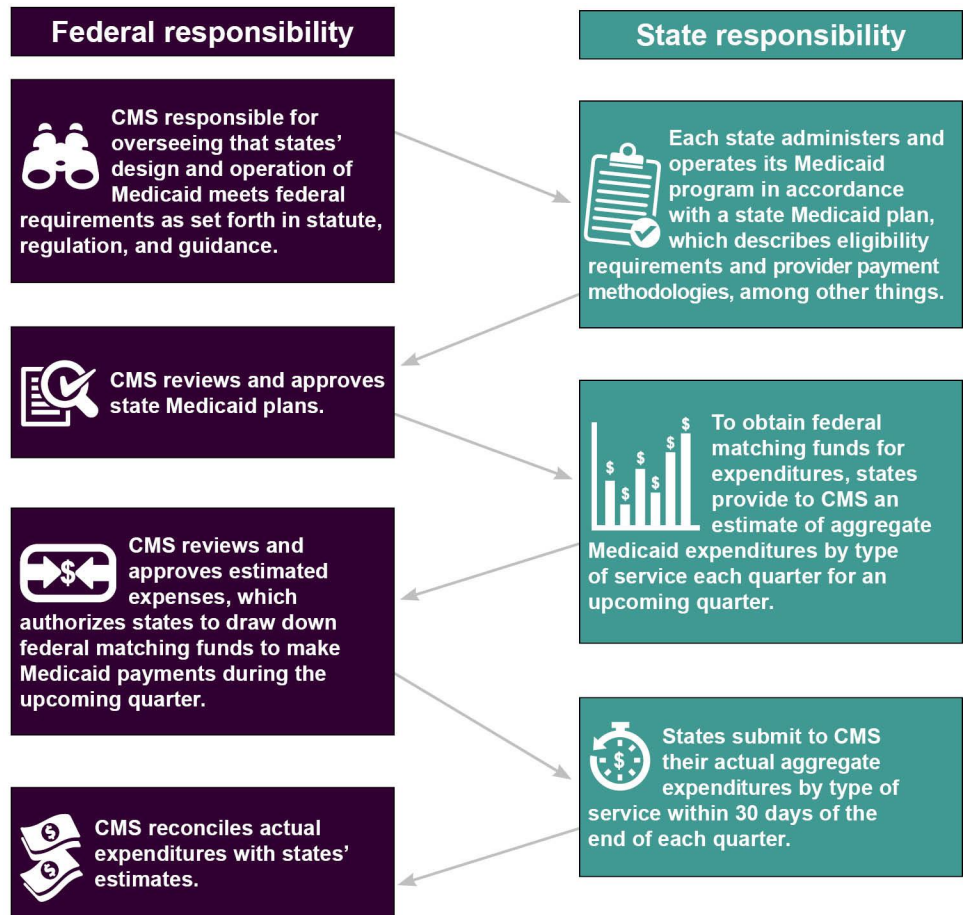 Federal responsibility
State responsibility
CMS responsible for
overseeing that states'
design and operation of
Medicaid meets federal
requirements as set forth in statute,
regulation, and guidance.
Each state administers and
operates its Medicaid
program in accordance
with a state Medicaid plan,
which describes eligibility
requirements and provider payment
methodologies, among other things.
CMS reviews and approves
state Medicaid plans.
$
$
$
$
$
$
To obtain federal
matching funds for
expenditures, states
provide to CMS an
estimate of aggregate
Medicaid expenditures by type
of service each quarter for an
upcoming quarter.
$
CMS reviews and
approves estimated
expenses, which
authorizes states to draw down
federal matching funds to make
Medicaid payments during the
upcoming quarter.
$
States submit to CMS
their actual aggregate
expenditures by type of
service within 30 days of the
end of each quarter.
$
$
CMS reconciles actual
expenditures with states'
estimates.